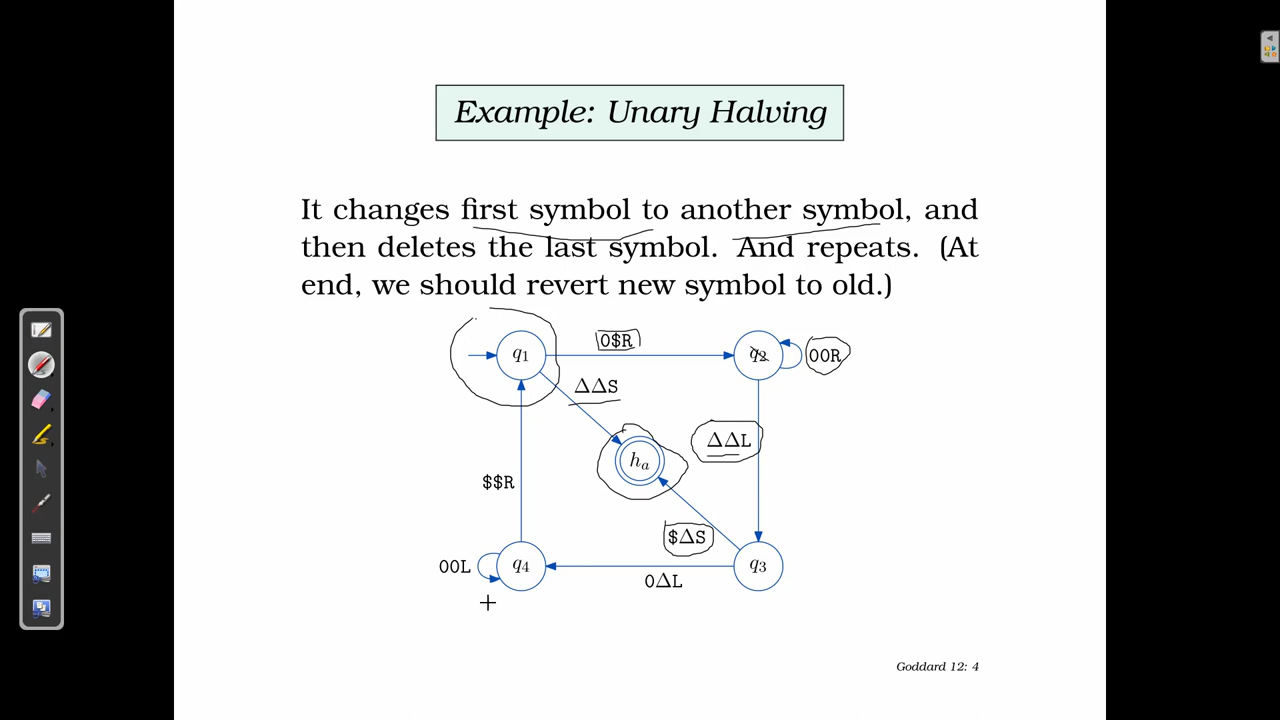 Example: Unary Halving
It changes first symbol to another symbol, and
then deletes the last symbol. And repeats. (At
end, we should revert new symbol to old.)
q1
0$R
q2
00R
ΔΔS
ΔΔL
ha
$$R
$ΔS
00L
q4
0ΔL
q3
Goddard 12: 4